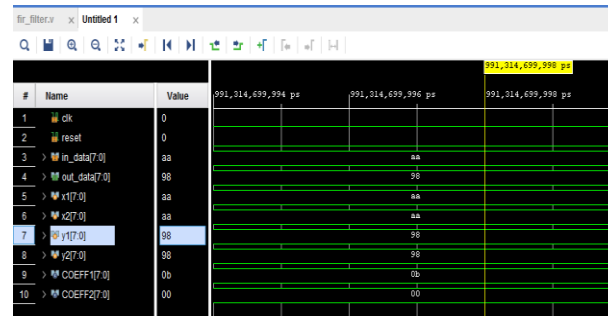 fir_filter.v x Untitled 1 x
991,314,699,998 ps
# Name Value 991,314,699,994 ps 991,314,699,996 ps 991,314,699,998 ps
1 clk 0
2 reset 0
3 > in_data[7:0] aa aa
4 > out_data[7:0] 98 98
5 > x1[7:0] aa aa
6 > x2[7:0] aa aa
7 > y1[7:0] 98 98
8 > y2[7:0] 98 98
9 > COEFF1[7:0] 0b 0b
10 > COEFF2[7:0] 00 00